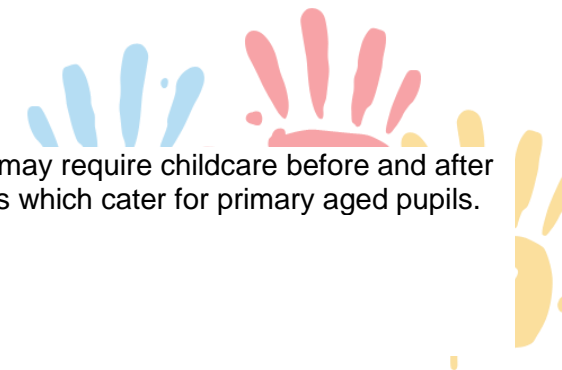 may require childcare before and after
which cater for primary aged pupils.